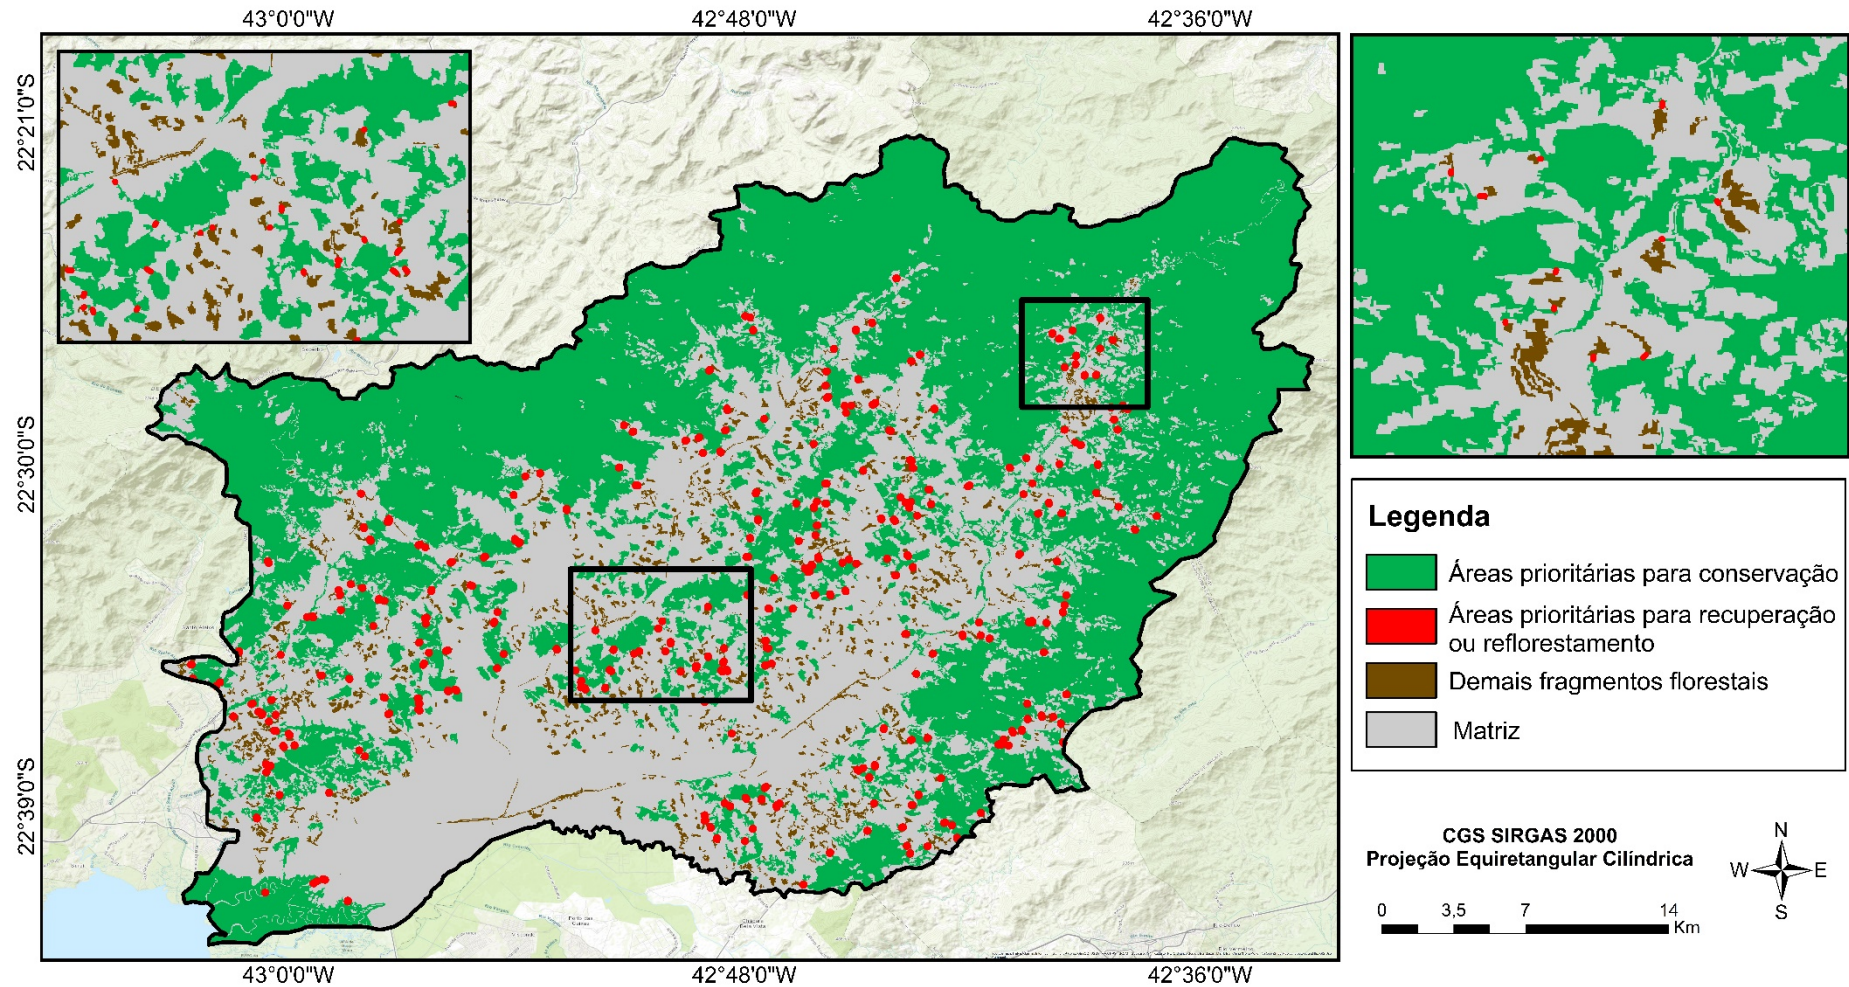 43°0'0"W
42°48'0"W
42°36'0"W
22°21'0"S
22°30'0"S
22°39'0"S
43°0'0"W
42°48'0"W
42°36'0"W
Legenda
Áreas prioritárias para conservação
Áreas prioritárias para recuperação
ou reflorestamento
Demais fragmentos florestais
Matriz
CGS SIRGAS 2000
Projeção Equiretangular Cilíndrica
0 3,5 7 14
Km
N
W E
S